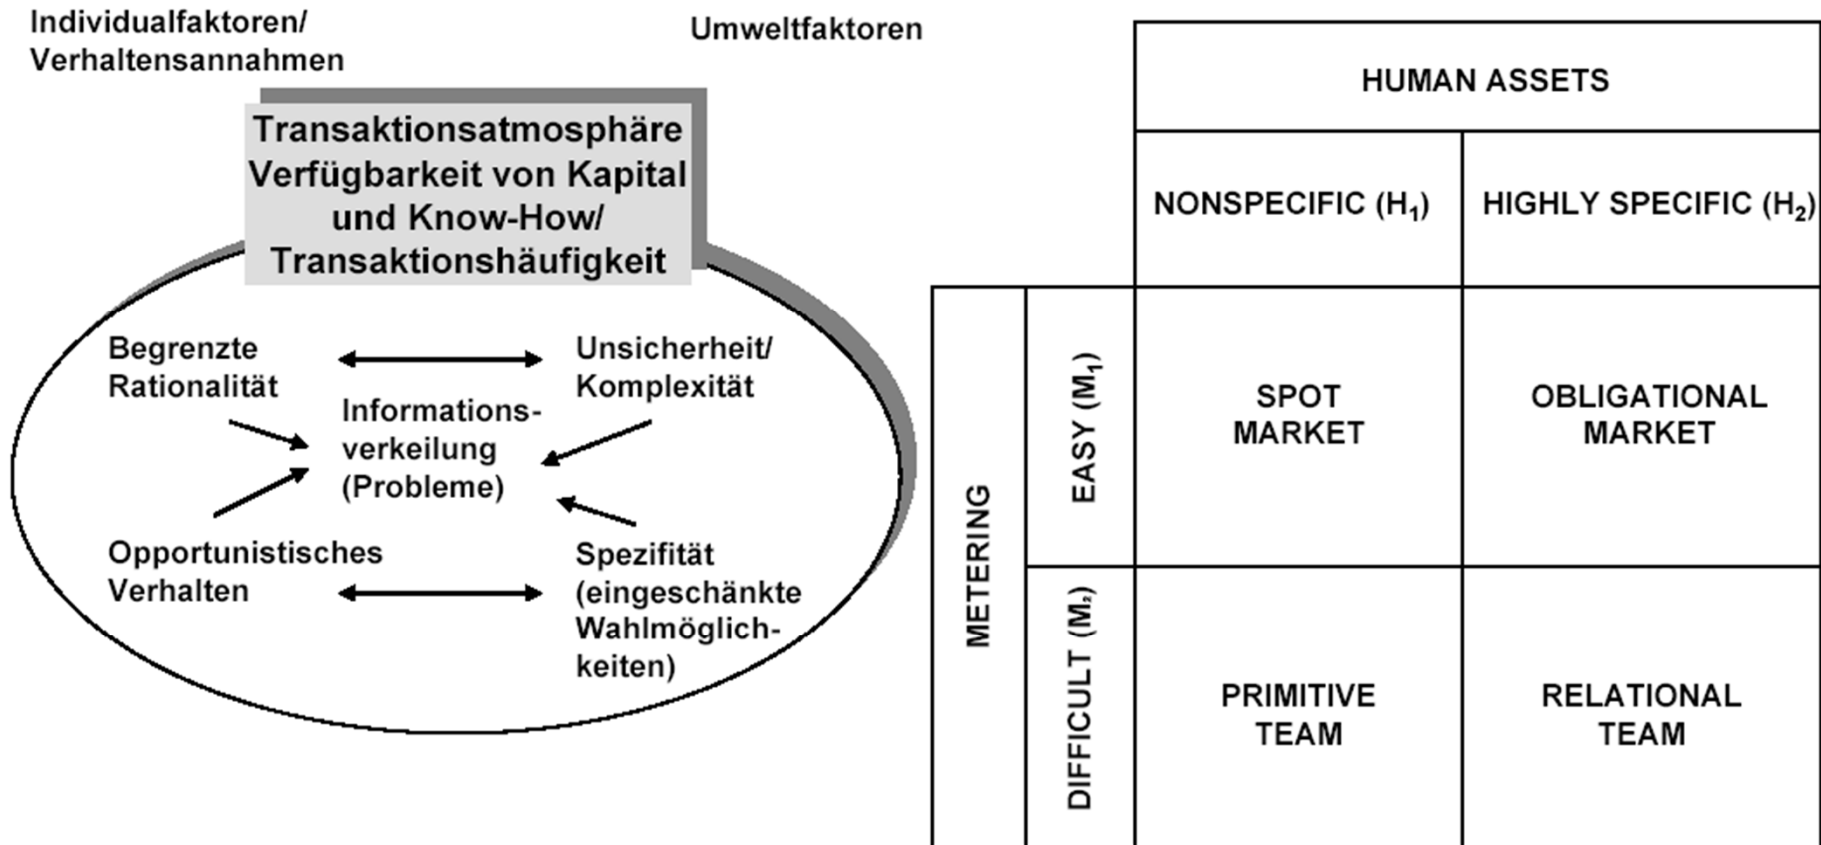 Individualfaktoren/
Verhaltensannahmen
Umweltfaktoren
Transaktionsatmosphäre
Verfügbarkeit von Kapital
und Know-How/
Transaktionshäufigkeit
Begrenzte
Rationalität
Unsicherheit/
Komplexität
Informations-
verkeilung
(Probleme)
Opportunistisches
Verhalten
Spezifität
(eingeschänkte
Wahlmöglich-
keiten)
HUMAN ASSETS
NONSPECIFIC (H₁)
HIGHLY SPECIFIC (H₂)
METERING
EASY (M₁)
SPOT
MARKET
OBLIGATIONAL
MARKET
DIFFICULT (M₂)
PRIMITIVE
TEAM
RELATIONAL
TEAM